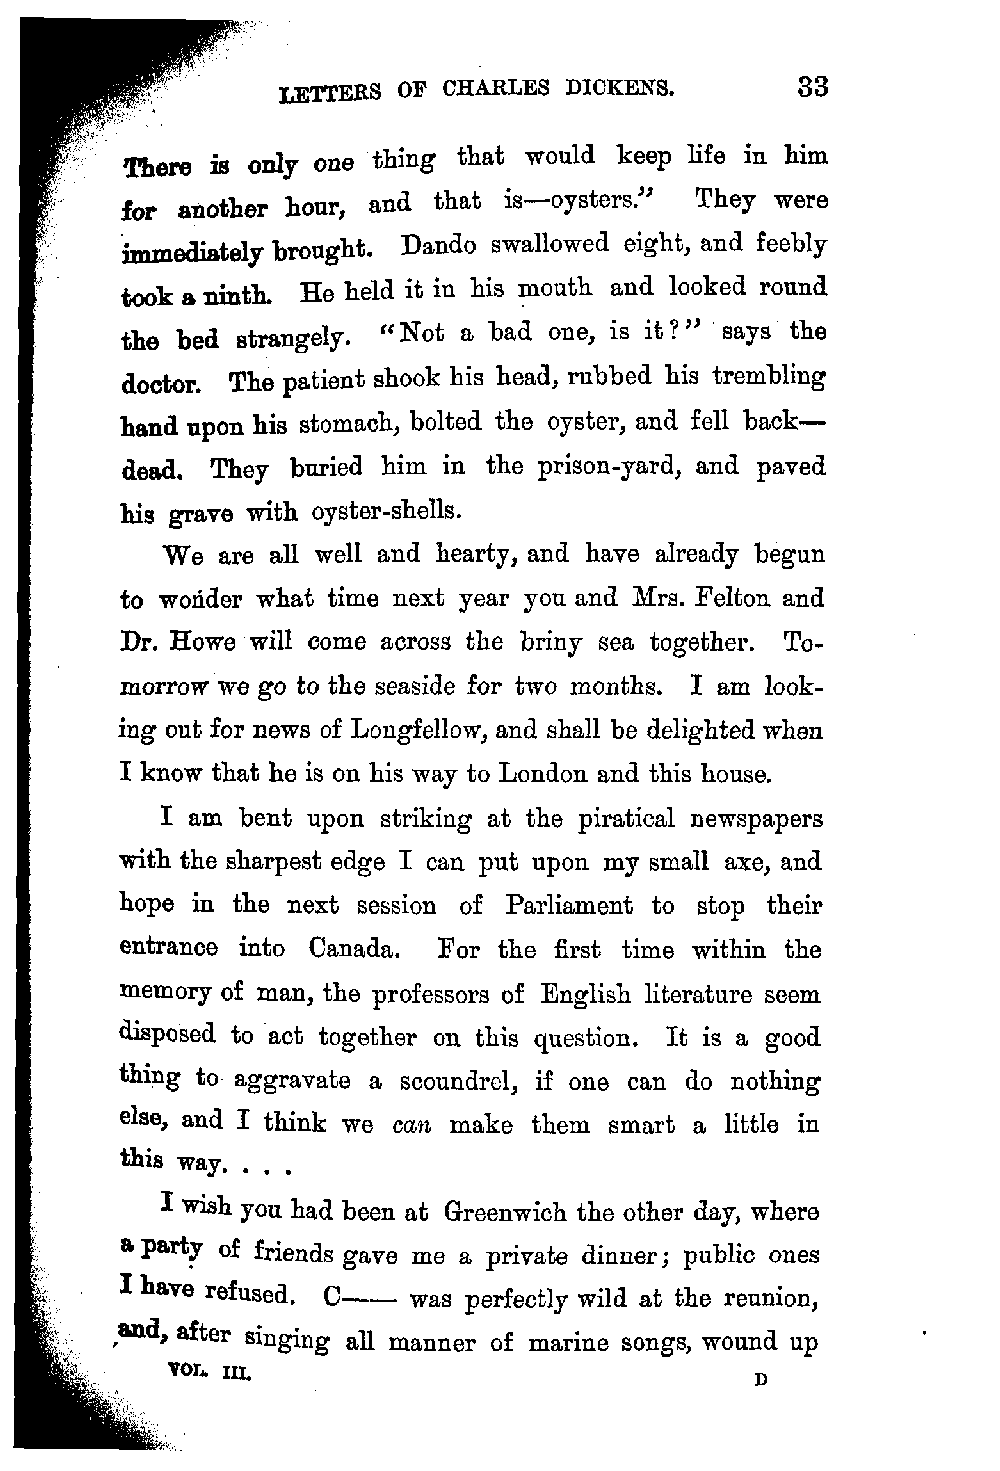 LETTERS OF CHARLES DICKENS. 33
There is only one thing that would keep life in him
for another hour, and that is—oysters.” They were
immediately brought. Dando swallowed eight, and feebly
took a ninth. He held it in his mouth and looked round
the bed strangely. “Not a bad one, is it?” says the
doctor. The patient shook his head, rubbed his trembling
hand upon his stomach, bolted the oyster, and fell back—
dead. They buried him in the prison-yard, and paved
his grave with oyster-shells.
We are all well and hearty, and have already begun
to wonder what time next year you and Mrs. Felton and
Dr. Howe will come across the briny sea together. To-
morrow we go to the seaside for two months. I am look-
ing out for news of Longfellow, and shall be delighted when
I know that he is on his way to London and this house.
I am bent upon striking at the piratical newspapers
with the sharpest edge I can put upon my small axe, and
hope in the next session of Parliament to stop their
entrance into Canada. For the first time within the
memory of man, the professors of English literature seem
disposed to act together on this question. It is a good
thing to aggravate a scoundrel, if one can do nothing
else, and I think we can make them smart a little in
this way. . . .
I wish you had been at Greenwich the other day, where
a party of friends gave me a private dinner; public ones
I have refused. C—— was perfectly wild at the reunion,
and, after singing all manner of marine songs, wound up
VOL. III. D